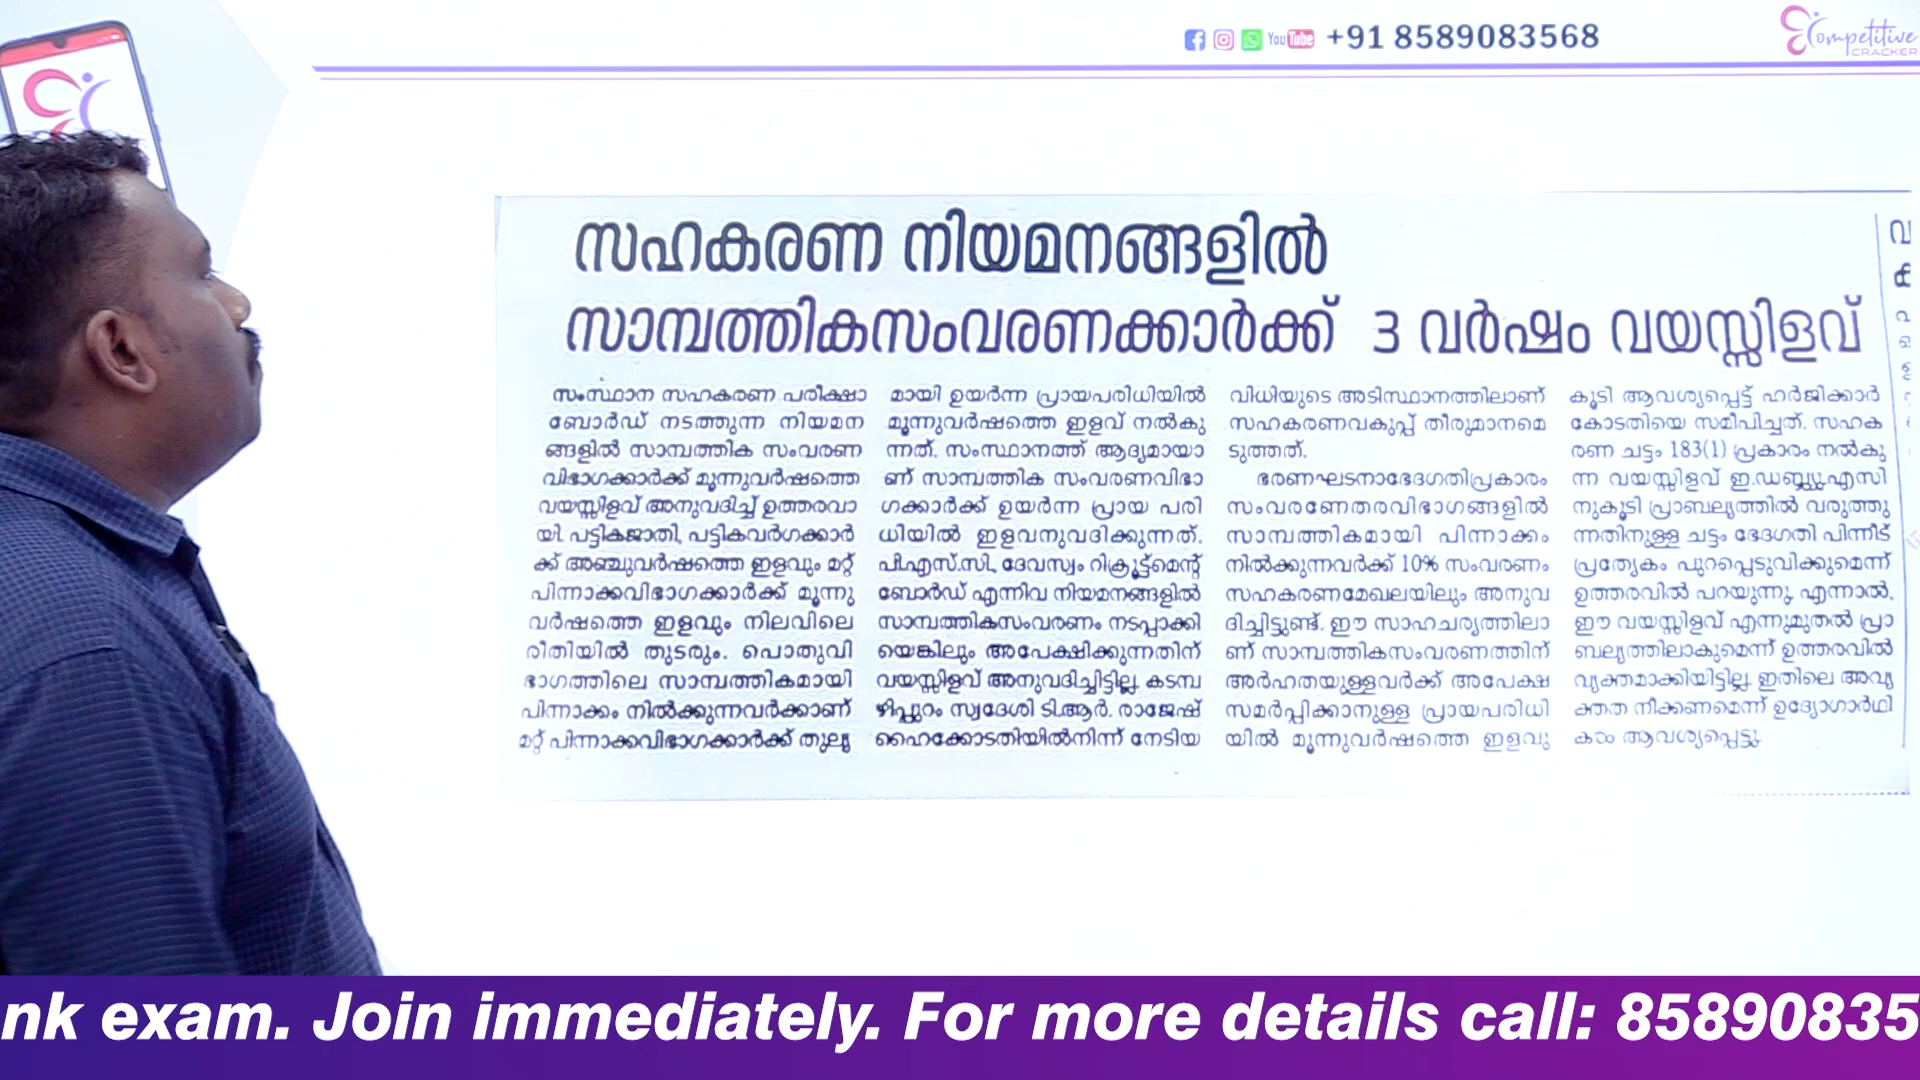 You Tube +91 8589083568
Competitive
CRACKER
സഹകരണ നിയമനങ്ങളിൽ
സാമ്പത്തികസംവരണക്കാർക്ക് 3 വർഷം വയസ്സിളവ്
സംസ്ഥാന സഹകരണ പരീക്ഷാ
ബോർഡ് നടത്തുന്ന നിയമന
ങ്ങളിൽ സാമ്പത്തിക സംവരണ
വിഭാഗക്കാർക്ക് മൂന്നുവർഷത്തെ
വയസ്സിളവ് അനുവദിച്ച് ഉത്തരവാ
യി. പട്ടികജാതി, പട്ടികവർഗക്കാർ
ക്ക് അഞ്ചുവർഷത്തെ ഇളവും മറ്റ്
പിന്നാക്കവിഭാഗക്കാർക്ക് മൂന്നു
വർഷത്തെ ഇളവും നിലവിലെ
രീതിയിൽ തുടരും. പൊതുവി
ഭാഗത്തിലെ സാമ്പത്തികമായി
പിന്നാക്കം നിൽക്കുന്നവർക്കാണ്
മറ്റ് പിന്നാക്കവിഭാഗക്കാർക്ക് തുല്യ
മായി ഉയർന്ന പ്രായപരിധിയിൽ
മൂന്നുവർഷത്തെ ഇളവ് നൽകു
ന്നത്. സംസ്ഥാനത്ത് ആദ്യമായാ
ണ് സാമ്പത്തിക സംവരണവിഭാ
ഗക്കാർക്ക് ഉയർന്ന പ്രായ പരി
ധിയിൽ ഇളവനുവദിക്കുന്നത്.
പി.എസ്.സി., ദേവസ്വം റിക്രൂട്ട്മെന്റ്
ബോർഡ് എന്നിവ നിയമനങ്ങളിൽ
സാമ്പത്തികസംവരണം നടപ്പാക്കി
യെങ്കിലും അപേക്ഷിക്കുന്നതിന്
വയസ്സിളവ് അനുവദിച്ചിട്ടില്ല. കടമ്പ
ഴിപ്പുറം സ്വദേശി ടി.ആർ. രാജേഷ്
ഹൈക്കോടതിയിൽനിന്ന് നേടിയ
വിധിയുടെ അടിസ്ഥാനത്തിലാണ്
സഹകരണവകുപ്പ് തീരുമാനമെ
ടുത്തത്.
ഭരണഘടനാഭേദഗതിപ്രകാരം
സംവരണേതരവിഭാഗങ്ങളിൽ
സാമ്പത്തികമായി പിന്നാക്കം
നിൽക്കുന്നവർക്ക് 10% സംവരണം
സഹകരണമേഖലയിലും അനുവ
ദിച്ചിട്ടുണ്ട്. ഈ സാഹചര്യത്തിലാ
ണ് സാമ്പത്തികസംവരണത്തിന്
അർഹതയുള്ളവർക്ക് അപേക്ഷ
സമർപ്പിക്കാനുള്ള പ്രായപരിധി
യിൽ മൂന്നുവർഷത്തെ ഇളവു
കൂടി ആവശ്യപ്പെട്ട് ഹർജിക്കാർ
കോടതിയെ സമീപിച്ചത്. സഹക
രണ ചട്ടം 183(1) പ്രകാരം നൽകു
ന്ന വയസ്സിളവ് ഇ.ഡബ്ല്യുഎസി
നുകൂടി പ്രാബല്യത്തിൽ വരുത്തു
ന്നതിനുള്ള ചട്ടം ഭേദഗതി പിന്നീട്
പ്രത്യേകം പുറപ്പെടുവിക്കുമെന്ന്
ഉത്തരവിൽ പറയുന്നു. എന്നാൽ,
ഈ വയസ്സിളവ് എന്നുമുതൽ പ്രാ
ബല്യത്തിലാകുമെന്ന് ഉത്തരവിൽ
വ്യക്തമാക്കിയിട്ടില്ല. ഇതിലെ അവ്യ
ക്തത നീക്കണമെന്ന് ഉദ്യോഗാർഥി
കൾ ആവശ്യപ്പെട്ടു.
nk exam. Join immediately. For more details call: 85890835